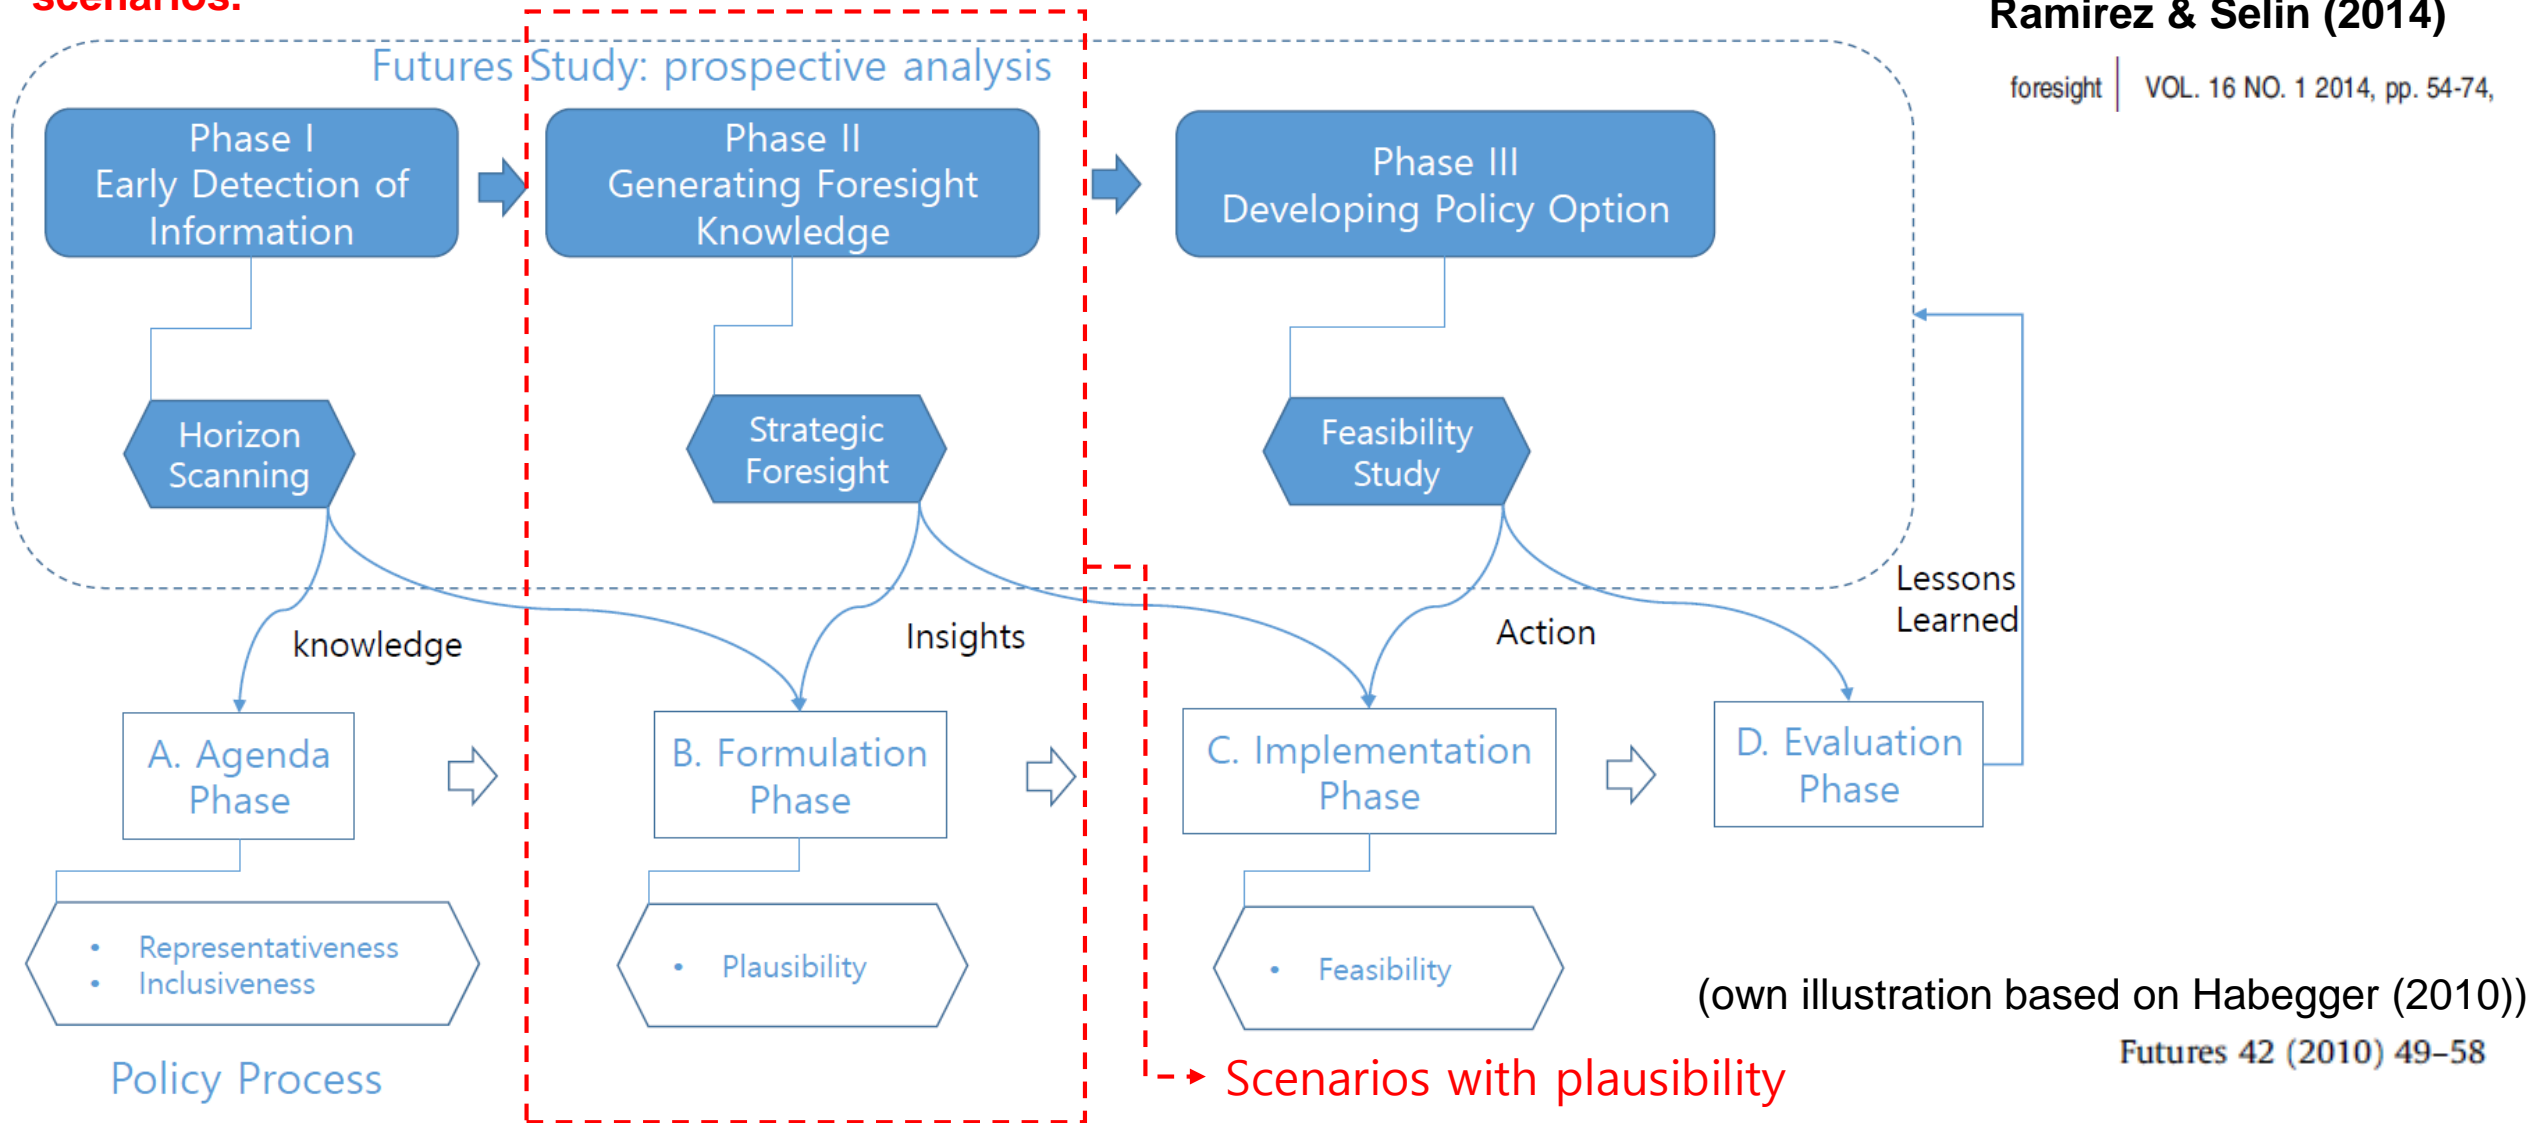 scenarios.
Ramirez & Selin (2014)
foresight | VOL. 16 NO. 1 2014, pp. 54-74,
Futures Study: prospective analysis
Phase I
Early Detection of
Information
Phase II
Generating Foresight
Knowledge
Phase III
Developing Policy Option
Horizon
Scanning
Strategic
Foresight
Feasibility
Study
knowledge
Insights
Action
Lessons
Learned
A. Agenda
Phase
B. Formulation
Phase
C. Implementation
Phase
D. Evaluation
Phase
• Representativeness
• Inclusiveness
• Plausibility
• Feasibility
(own illustration based on Habegger (2010))
Futures 42 (2010) 49–58
Policy Process
Scenarios with plausibility